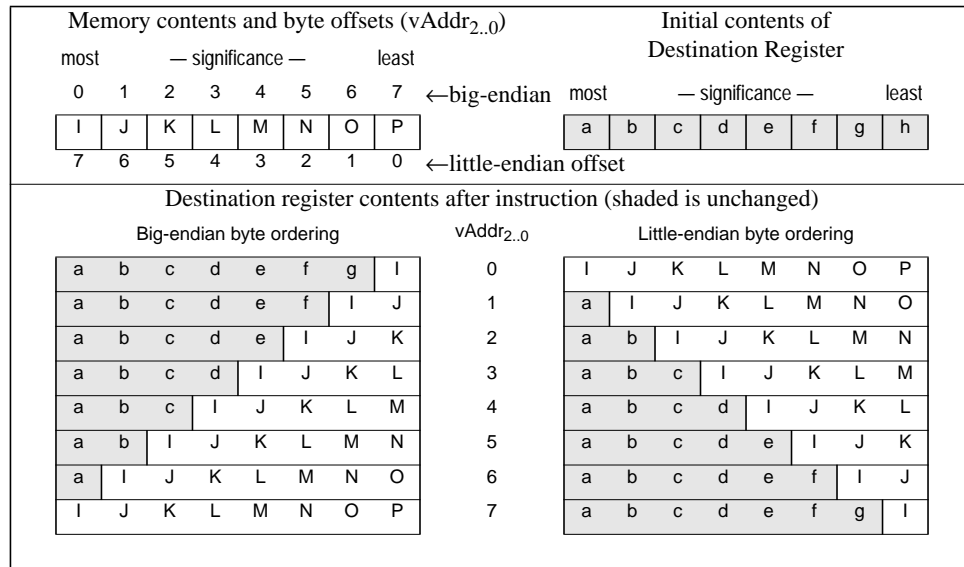 Memory contents and byte offsets (vAddr2..0)
Initial contents of
Destination Register
most — significance — least
0 1 2 3 4 5 6 7 ←big-endian
most — significance — least
I J K L M N O P
a b c d e f g h
7 6 5 4 3 2 1 0 ←little-endian offset
Destination register contents after instruction (shaded is unchanged)
Big-endian byte ordering vAddr2..0 Little-endian byte ordering
a b c d e f g I 0 I J K L M N O P
a b c d e f I J 1 a I J K L M N O
a b c d e I J K 2 a b I J K L M N
a b c d I J K L 3 a b c I J K L M
a b c I J K L M 4 a b c d I J K L
a b I J K L M N 5 a b c d e I J K
a I J K L M N O 6 a b c d e f I J
I J K L M N O P 7 a b c d e f g I